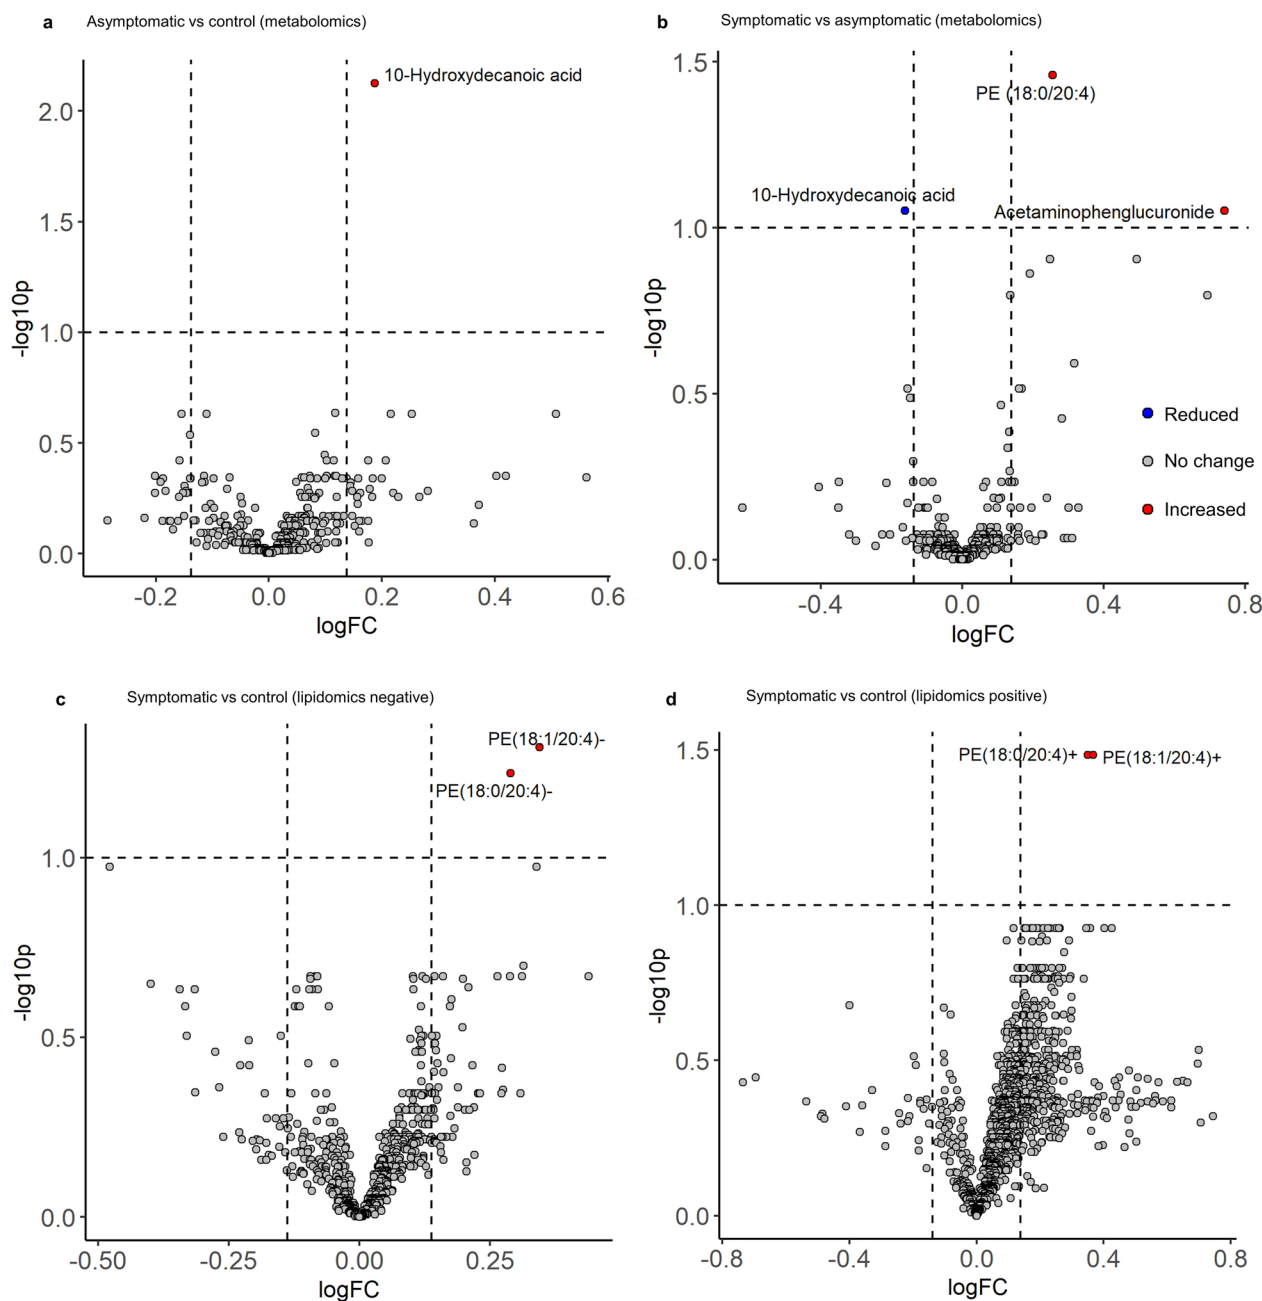 a
Asymptomatic vs control (metabolomics)
10-Hydroxydecanoic acid
2.0
1.5
1.0
0.5
0.0
-log10p
-0.2 0.0 0.2 0.4 0.6
logFC
b
Symptomatic vs asymptomatic (metabolomics)
1.5
PE (18:0/20:4)
10-Hydroxydecanoic acid
Acetaminophenglucuronide
1.0
0.5
0.0
-log10p
Reduced
No change
Increased
-0.4 0.0 0.4 0.8
logFC
c
Symptomatic vs control (lipidomics negative)
PE(18:1/20:4)-
PE(18:0/20:4)-
1.0
0.5
0.0
-log10p
-0.50 -0.25 0.00 0.25
logFC
d
Symptomatic vs control (lipidomics positive)
1.5
PE(18:0/20:4)+ PE(18:1/20:4)+
1.0
0.5
0.0
-log10p
-0.8 -0.4 0.0 0.4 0.8
logFC